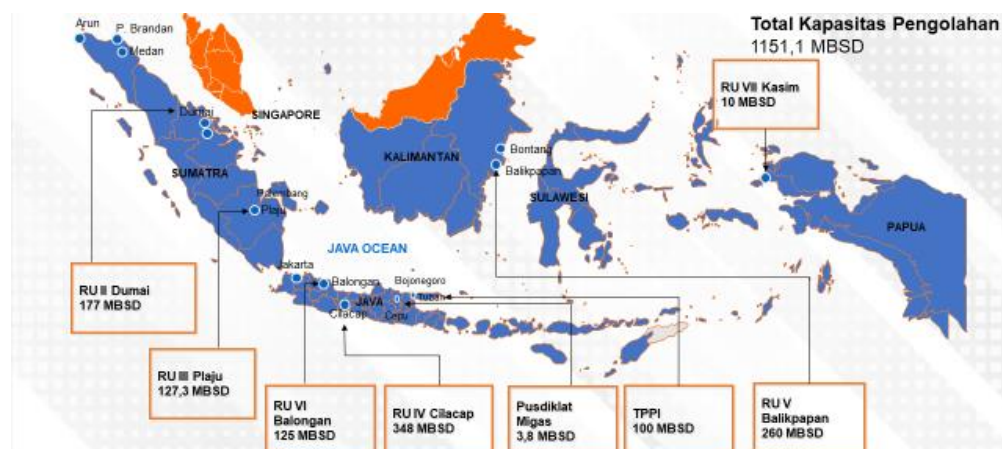 Total Kapasitas Pengolahan
1151,1 MBSD
Arun
P. Brandan
Medan
RU VII Kasim
10 MBSD
Dumai
SINGAPORE
SUMATRA
KALIMANTAN
Bontang
Balikpapan
SULAWESI
PAPUA
Palembang
Plaju
JAVA OCEAN
Jakarta
Balongan
Bojonegoro
Tuban
JAVA
Cilacap
Cepu
RU II Dumai
177 MBSD
RU III Plaju
127,3 MBSD
RU VI
Balongan
125 MBSD
RU IV Cilacap
348 MBSD
Pusdiklat
Migas
3,8 MBSD
TPPI
100 MBSD
RU V
Balikpapan
260 MBSD